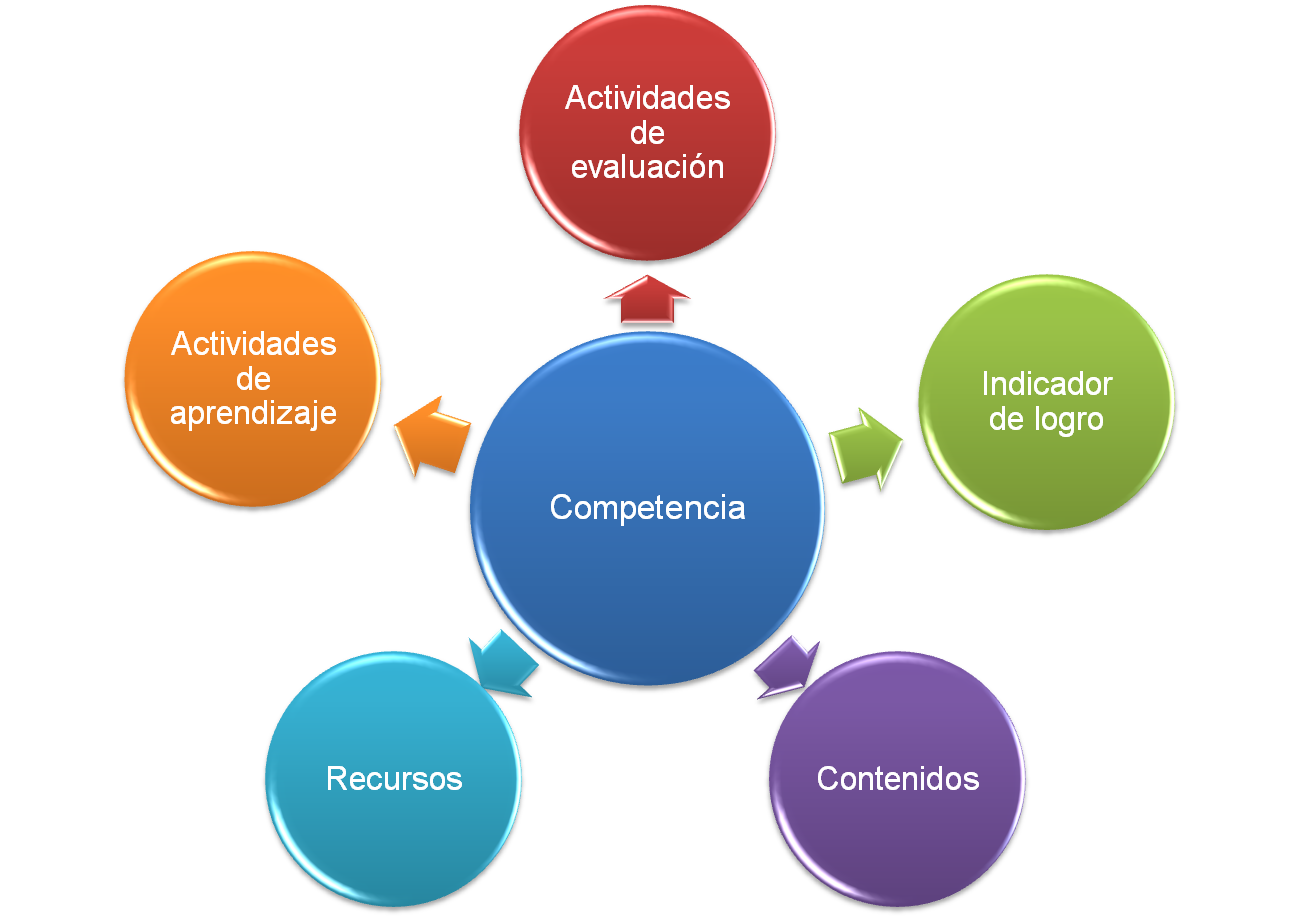 Actividades
de
evaluación
Actividades
de
aprendizaje
Indicador
de logro
Competencia
Recursos
Contenidos